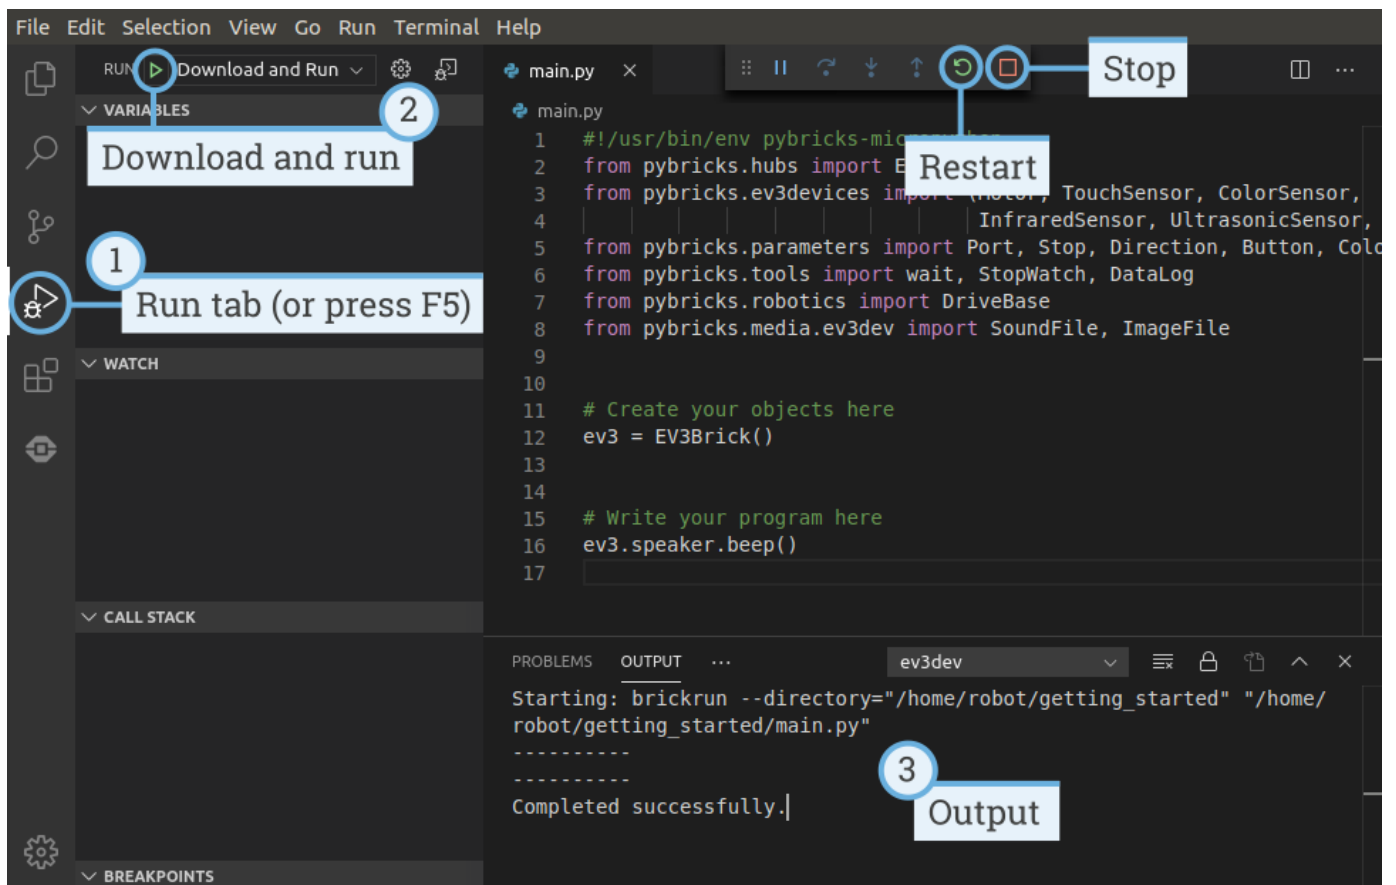 File Edit Selection View Go Run Terminal Help
RUN Download and Run
VARIABLES
2
Download and run
1
Run tab (or press F5)
WATCH
CALL STACK
BREAKPOINTS
main.py
Stop
Restart
main.py
1 #!/usr/bin/env
2 from pybricks.hubs import
3 from pybricks.ev3devices import (Motor, TouchSensor, ColorSensor,
4 InfraredSensor, UltrasonicSensor,
5 from pybricks.parameters import Port, Stop, Direction, Button,
6 from pybricks.tools import wait, StopWatch, DataLog
7 from pybricks.robotics import DriveBase
8 from pybricks.media.ev3dev import SoundFile, ImageFile
9
10
11 # Create your objects here
12 ev3 = EV3Brick()
13
14
15 # Write your program here
16 ev3.speaker.beep()
17
PROBLEMS OUTPUT ··· ev3dev
Starting: brickrun --directory="/home/robot/getting_started" "/home/
robot/getting_started/main.py"
----------
----------
Completed successfully.
3
Output